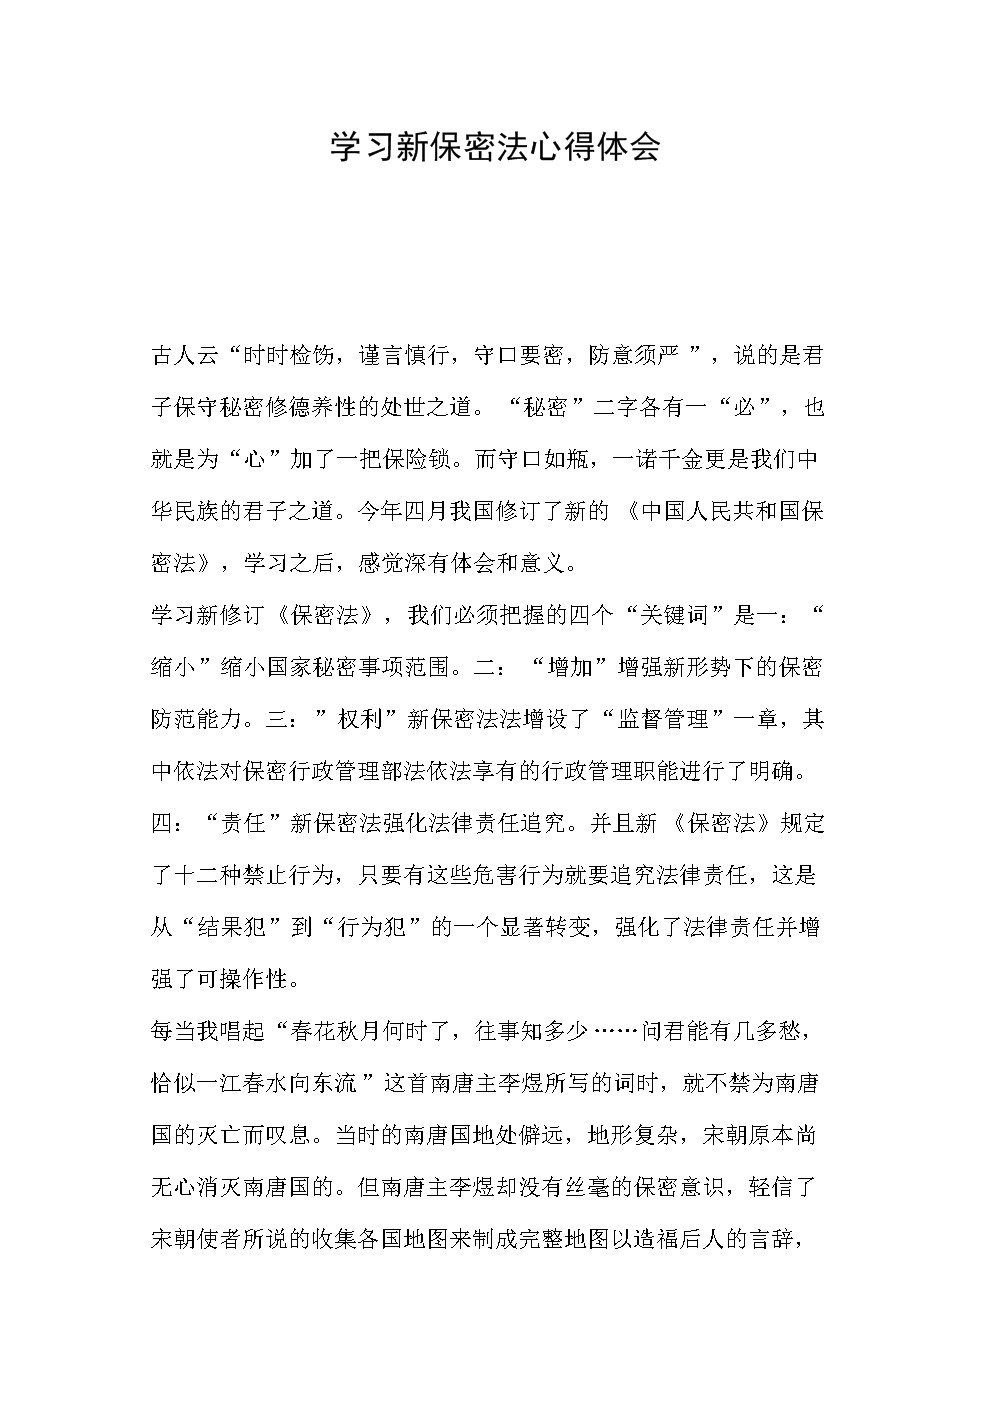 学习新保密法心得体会
古人云“时时检饬，谨言慎行，守口要密，防意须严 ”，说的是君
子保守秘密修德养性的处世之道。 “秘密”二字各有一“必”，也
就是为“心”加了一把保险锁。而守口如瓶，一诺千金更是我们中
华民族的君子之道。今年四月我国修订了新的 《中国人民共和国保
密法》，学习之后，感觉深有体会和意义。
学习新修订《保密法》，我们必须把握的四个“关键词”是一： “
缩小”缩小国家秘密事项范围。二： “增加”增强新形势下的保密
防范能力。三： ”权利”新保密法法增设了“监督管理”一章，其
中依法对保密行政管理部法依法享有的行政管理职能进行了明确。
四： “责任”新保密法强化法律责任追究。并且新 《保密法》规定
了十二种禁止行为，只要有这些危害行为就要追究法律责任，这是
从“结果犯”到“行为犯”的一个显著转变，强化了法律责任并增
强了可操作性。
每当我唱起“春花秋月何时了，往事知多少……问君能有几多愁，
恰似一江春水向东流”这首南唐主李煜所写的词时，就不禁为南唐
国的灭亡而叹息。当时的南唐国地处僻远，地形复杂，宋朝原本尚
无心消灭南唐国的。但南唐主李煜却没有丝毫的保密意识，轻信了
宋朝使者所说的收集各国地图来制成完整地图以造福后人的言辞，